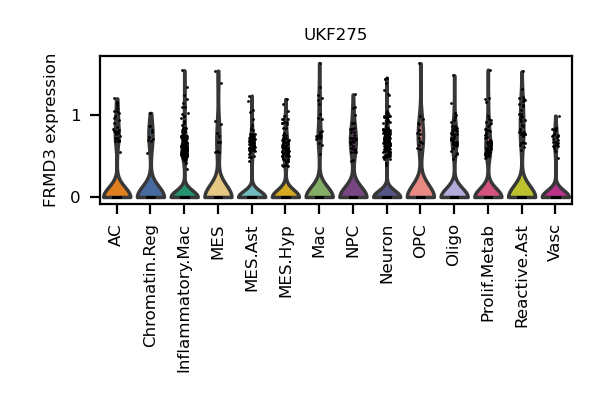 UKF275
FRMD3 expression
1
0
AC
Chromatin.Reg
Inflammatory.Mac
MES
MES.Ast
MES.Hyp
Mac
NPC
Neuron
OPC
Oligo
Prolif.Metab
Reactive.Ast
Vasc